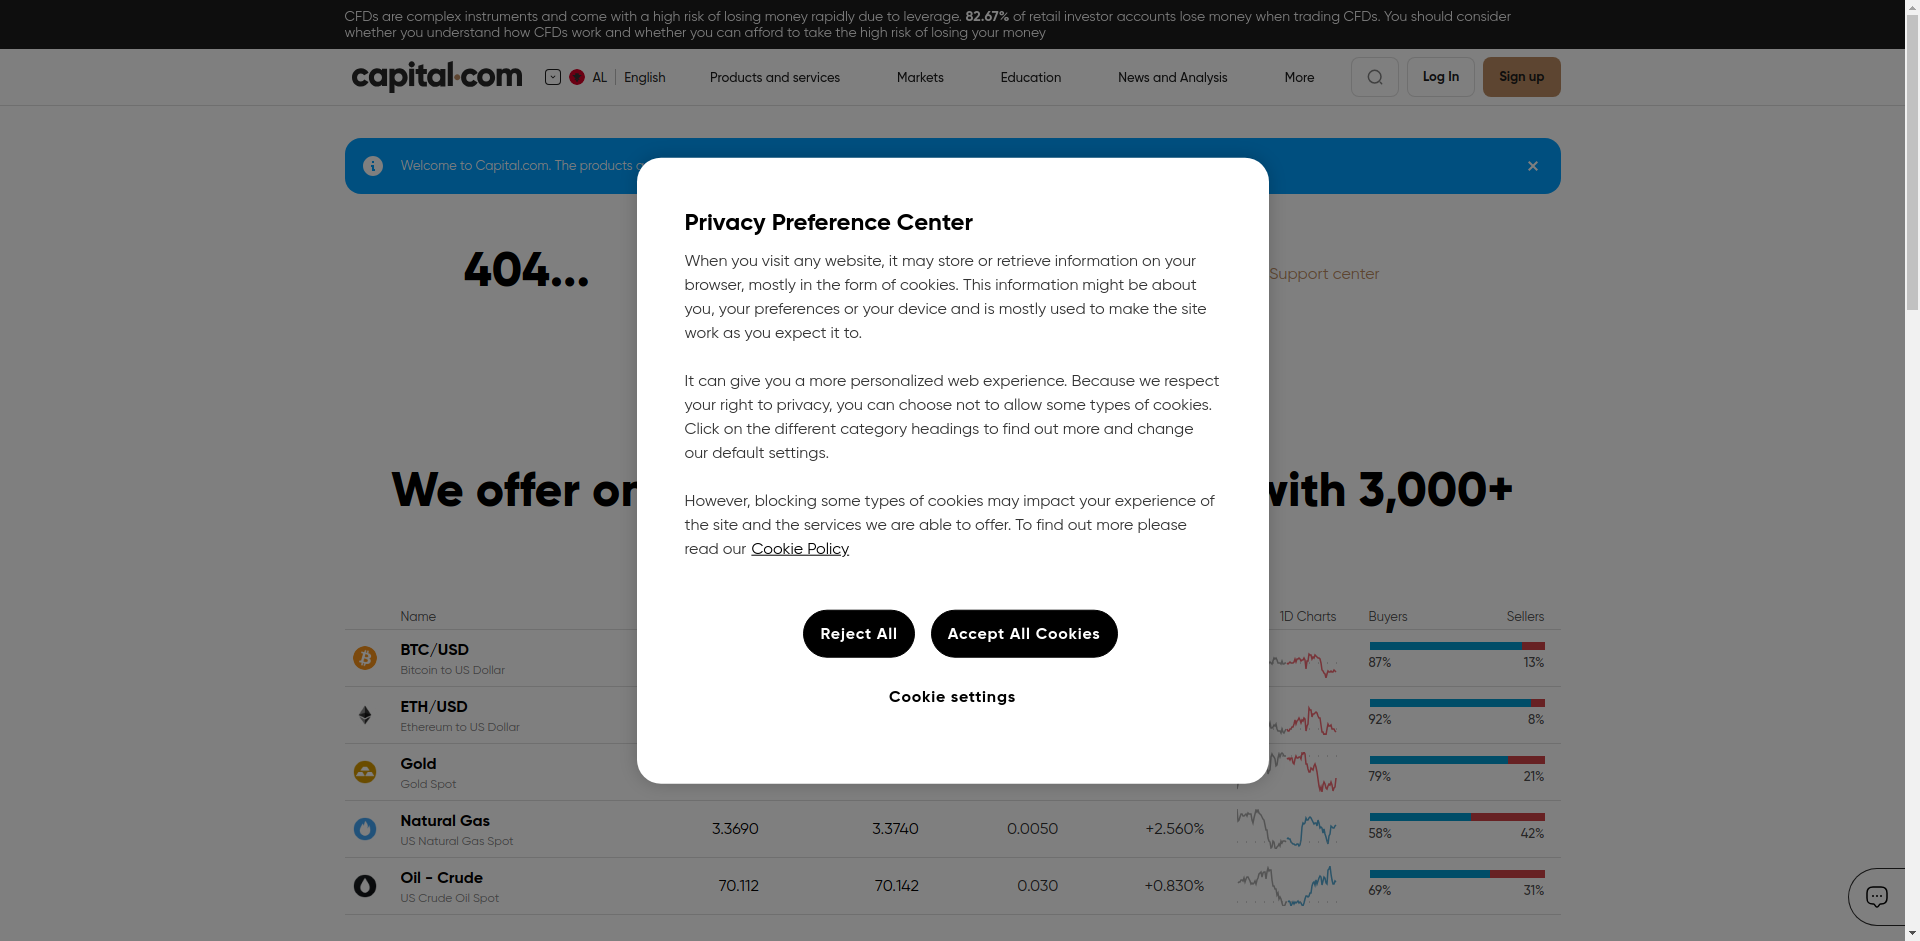 CFDs are complex instruments and come with a high risk of losing money rapidly due to leverage. 82.67% of retail investor accounts lose money when trading CFDs. You should consider
whether you understand how CFDs work and whether you can afford to take the high risk of losing your money
capital.com
AL | English
Products and services
Markets
Education
News and Analysis
More
Log In
Sign up
Welcome to Capital.com. The products
404...
Support center
Privacy Preference Center
When you visit any website, it may store or retrieve information on your
browser, mostly in the form of cookies. This information might be about
you, your preferences or your device and is mostly used to make the site
work as you expect it to.
It can give you a more personalized web experience. Because we respect
your right to privacy, you can choose not to allow some types of cookies.
Click on the different category headings to find out more and change
our default settings.
However, blocking some types of cookies may impact your experience of
the site and the services we are able to offer. To find out more please
read our Cookie Policy
Reject All
Accept All Cookies
Cookie settings
We offer
with 3,000+
Name
1D Charts
Buyers
Sellers
BTC/USD
Bitcoin to US Dollar
87%
13%
ETH/USD
Ethereum to US Dollar
92%
8%
Gold
Gold Spot
79%
21%
Natural Gas
US Natural Gas Spot
3.3690
3.3740
0.0050
+2.560%
58%
42%
Oil - Crude
US Crude Oil Spot
70.112
70.142
0.030
+0.830%
69%
31%